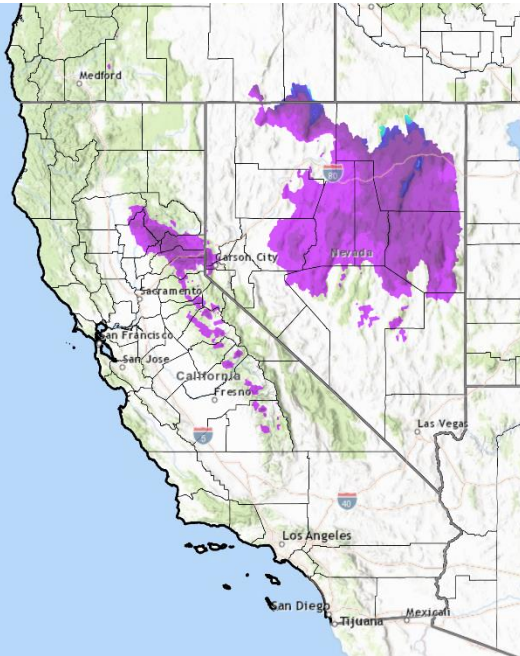 Medford
80
Nevada
Carson City
Sacramento
San Francisco
San Jose
California
Fresno
5
Las Vegas
40
Los Angeles
San Diego
Tijuana
Mexicali